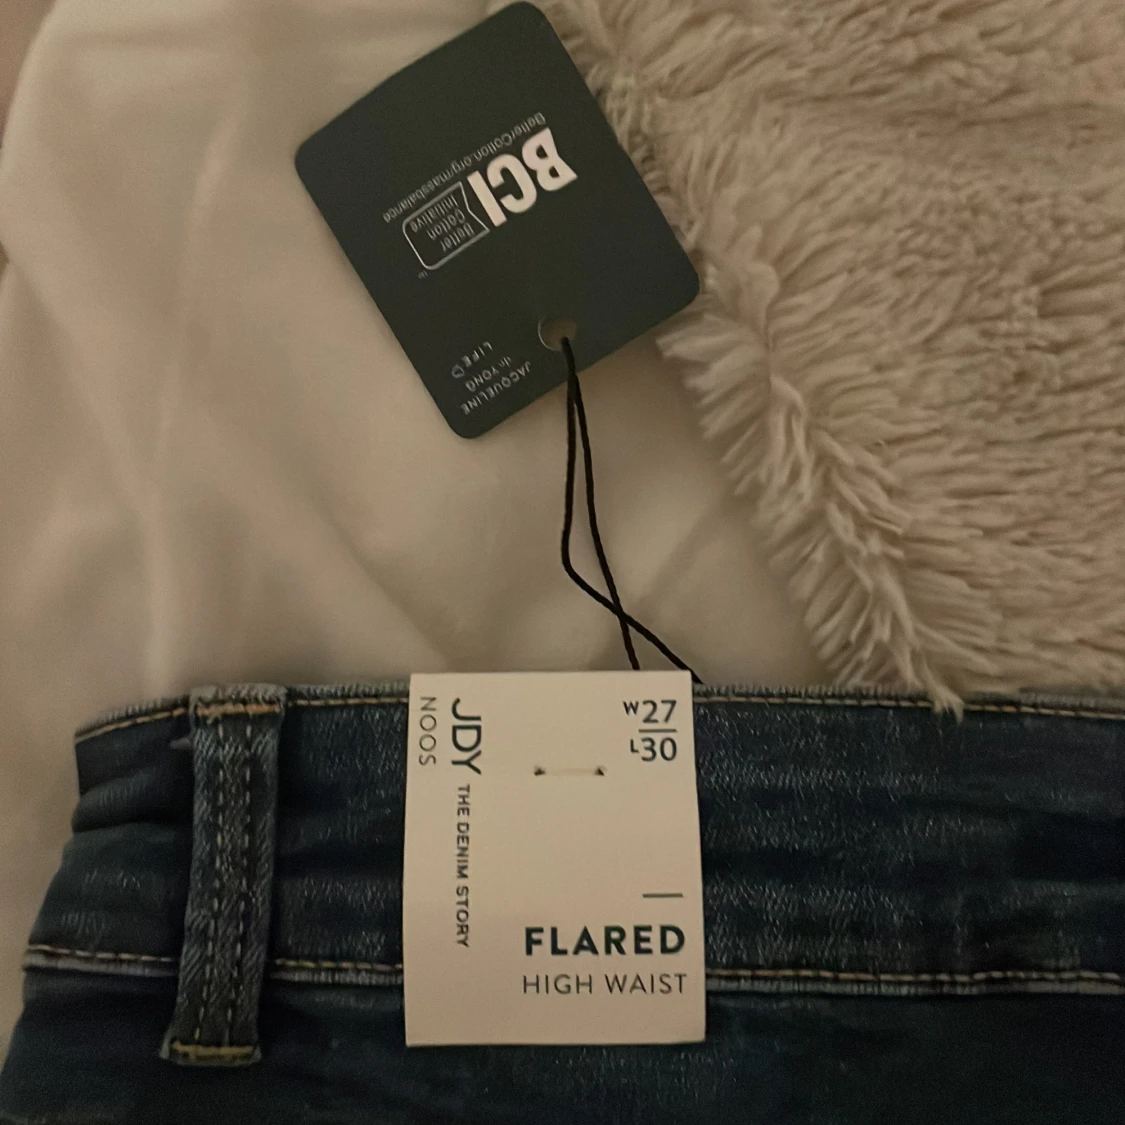 BetterCotton.org/massbalance
BCI
Better
Cotton
Initiative
JACQUELINE
de YONG
LIFE♡
JDY THE DENIM STORY
NOOS
W27
L30
FLARED
HIGH WAIST